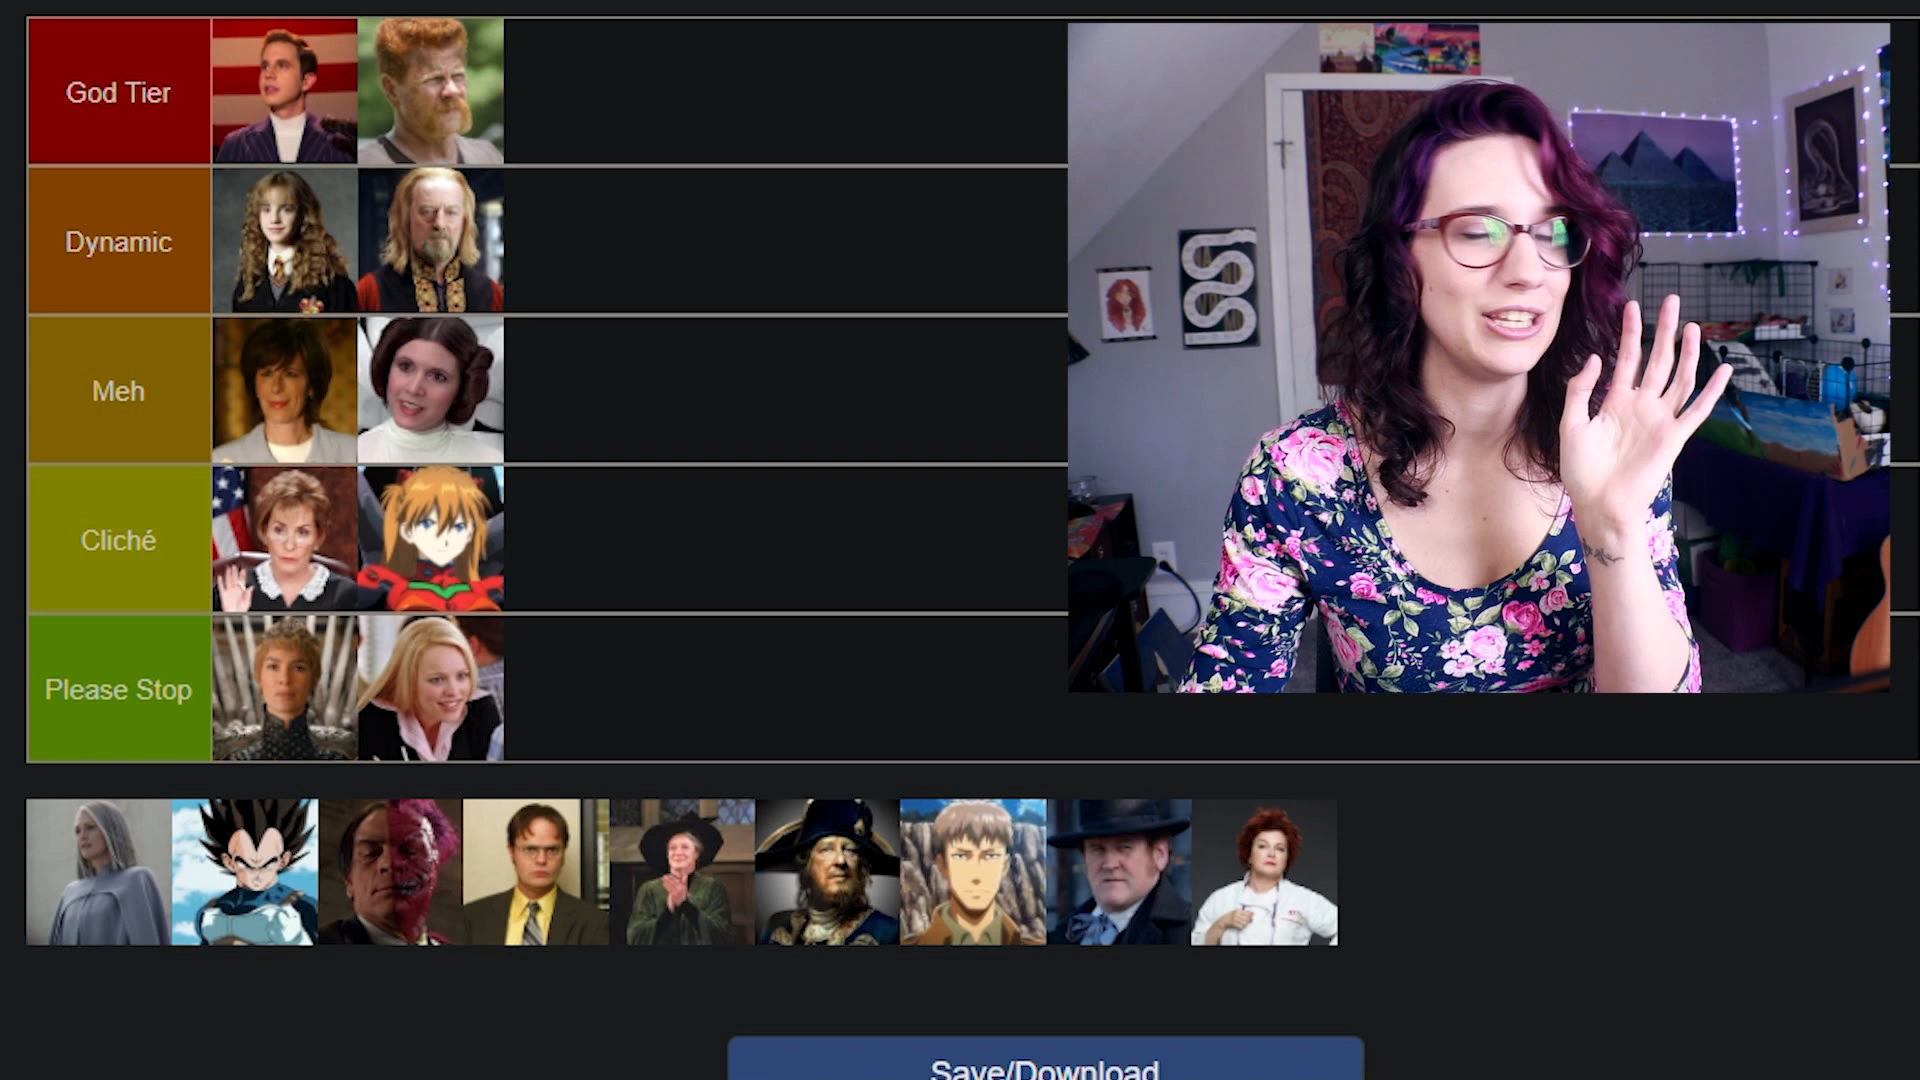 God Tier
Dynamic
Meh
Cliché
Please Stop
Save/Download